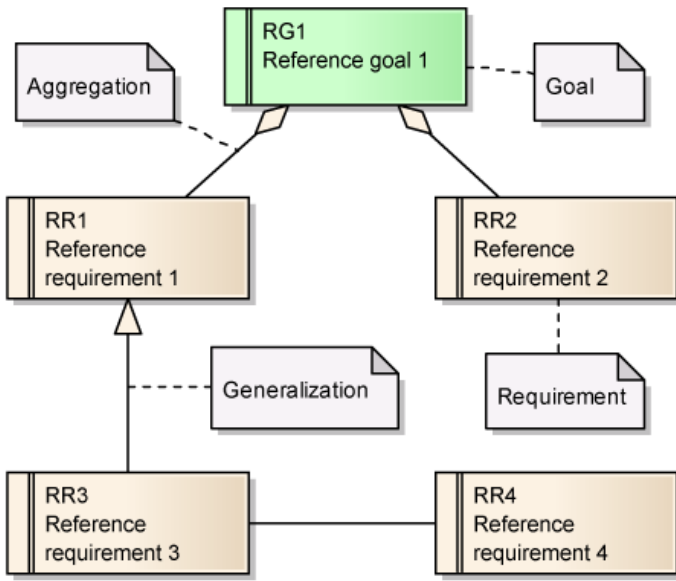 RG1
Reference goal 1
Aggregation
Goal
RR1
Reference
requirement 1
RR2
Reference
requirement 2
Generalization
Requirement
RR3
Reference
requirement 3
RR4
Reference
requirement 4